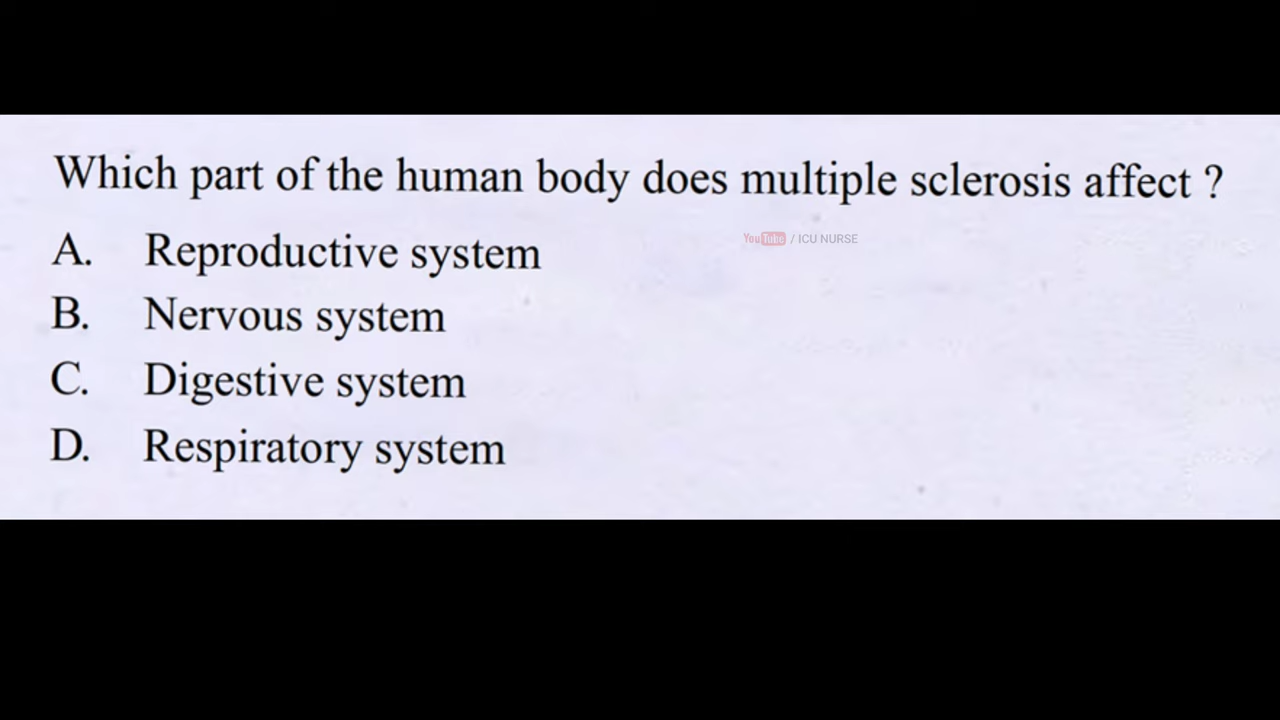 Which part of the human body does multiple sclerosis affect ?
YouTube / ICU NURSE
A. Reproductive system
B. Nervous system
C. Digestive system
D. Respiratory system